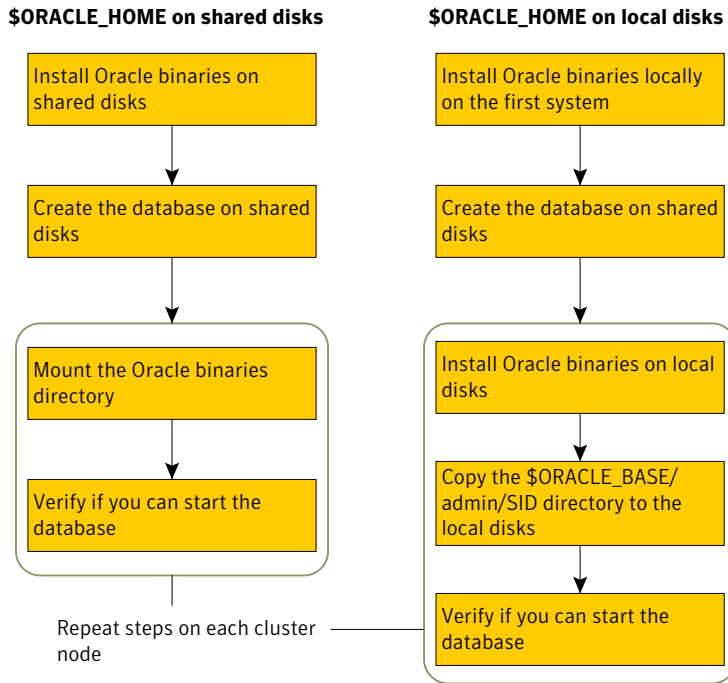 $ORACLE_HOME on shared disks
Install Oracle binaries on
shared disks
Create the database on shared
disks
Mount the Oracle binaries
directory
Verify if you can start the
database
Repeat steps on each cluster
node
$ORACLE_HOME on local disks
Install Oracle binaries locally
on the first system
Create the database on shared
disks
Install Oracle binaries on local
disks
Copy the $ORACLE_BASE/
admin/SID directory to the
local disks
Verify if you can start the
database